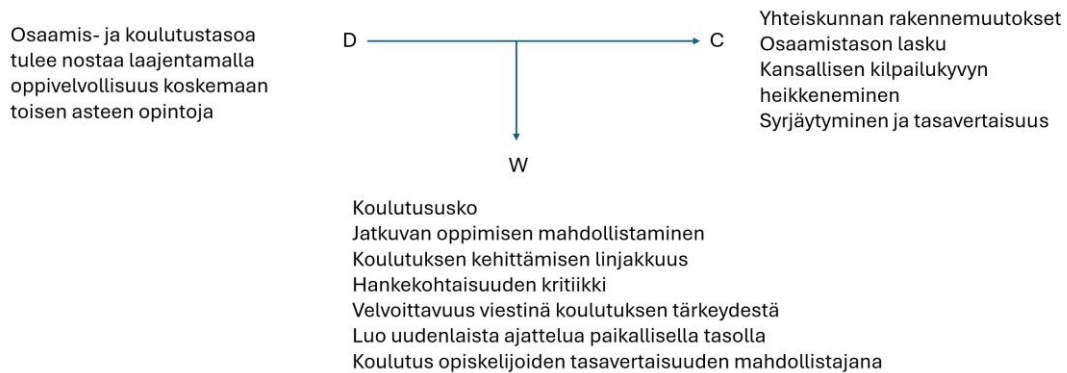 Osaamis- ja koulutustasoa
tulee nostaa laajentamalla
oppivelvollisuus koskemaan
toisen asteen opintoja
D
C
Yhteiskunnan rakennemuutokset
Osaamistason lasku
Kansallisen kilpailukyvyn
heikkeneminen
Syrjäytyminen ja tasavertaisuus
W
Koulutususko
Jatkuvan oppimisen mahdollistaminen
Koulutuksen kehittämisen linjakkuus
Hankekohtaisuuden kritiikki
Velvoittavuus viestinä koulutuksen tärkeydestä
Luo uudenlaista ajattelua paikallisella tasolla
Koulutus opiskelijoiden tasavertaisuuden mahdollistajana